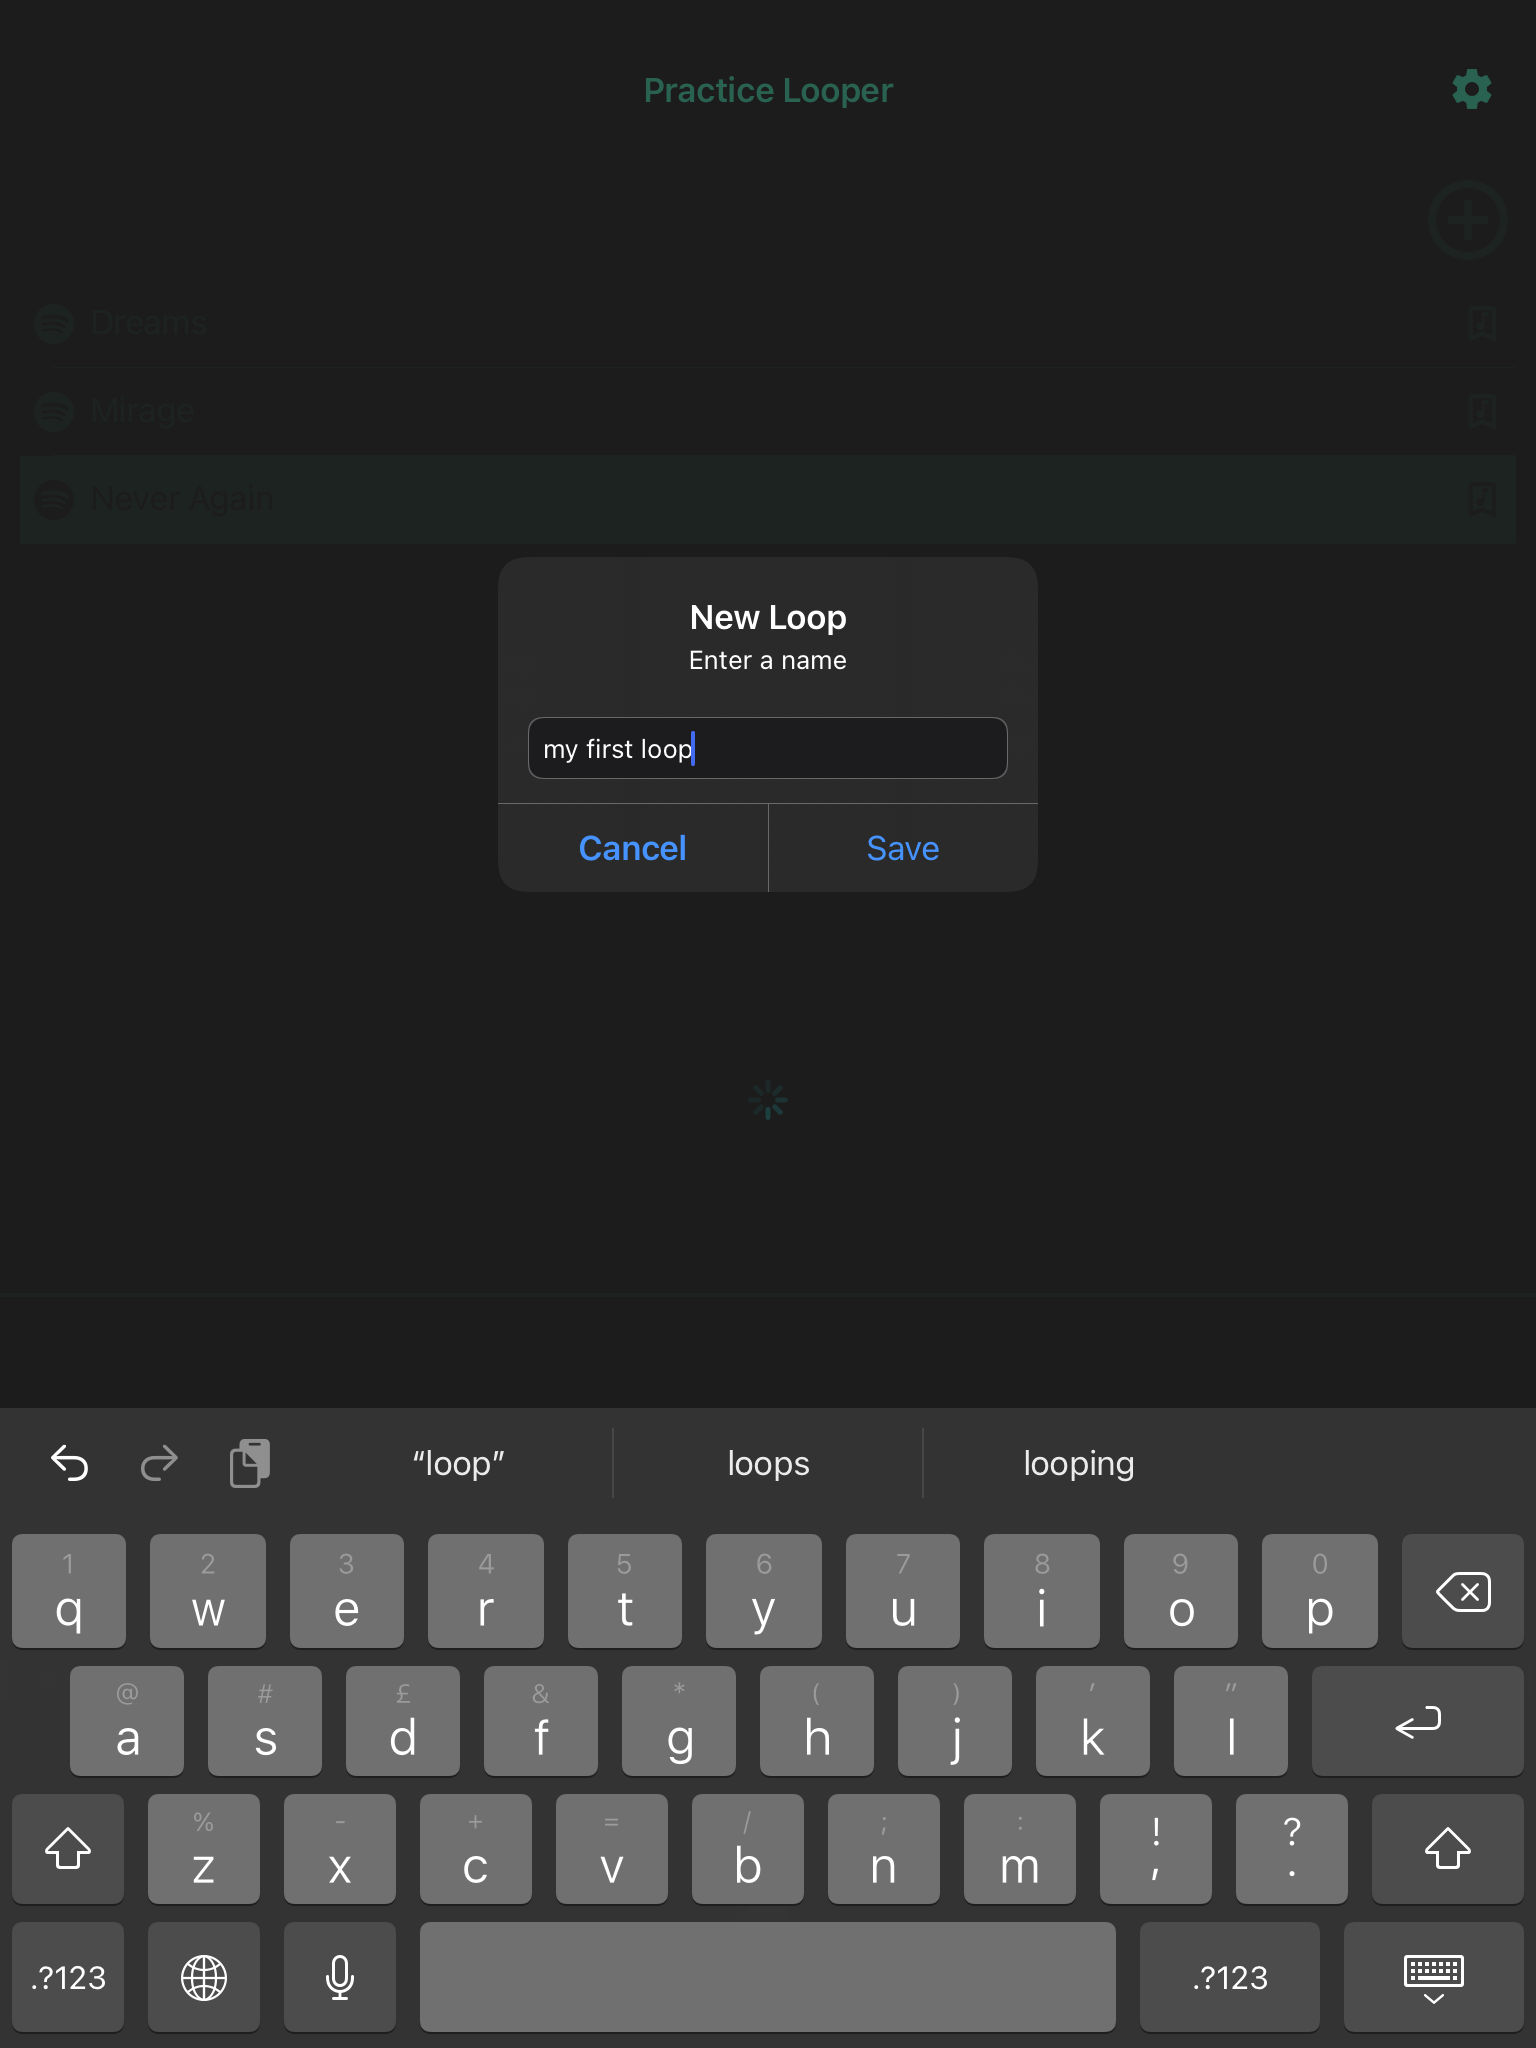 Practice Looper
Dreams
Mirage
Never Again
New Loop
Enter a name
my first loop
Cancel Save
“loop” loops looping
1 2 3 4 5 6 7 8 9 0
q w e r t y u i o p
@ # £ & * ( ) ' "
a s d f g h j k l
% - + = / ; : ! ?
z x c v b n m , .
.?123 .?123